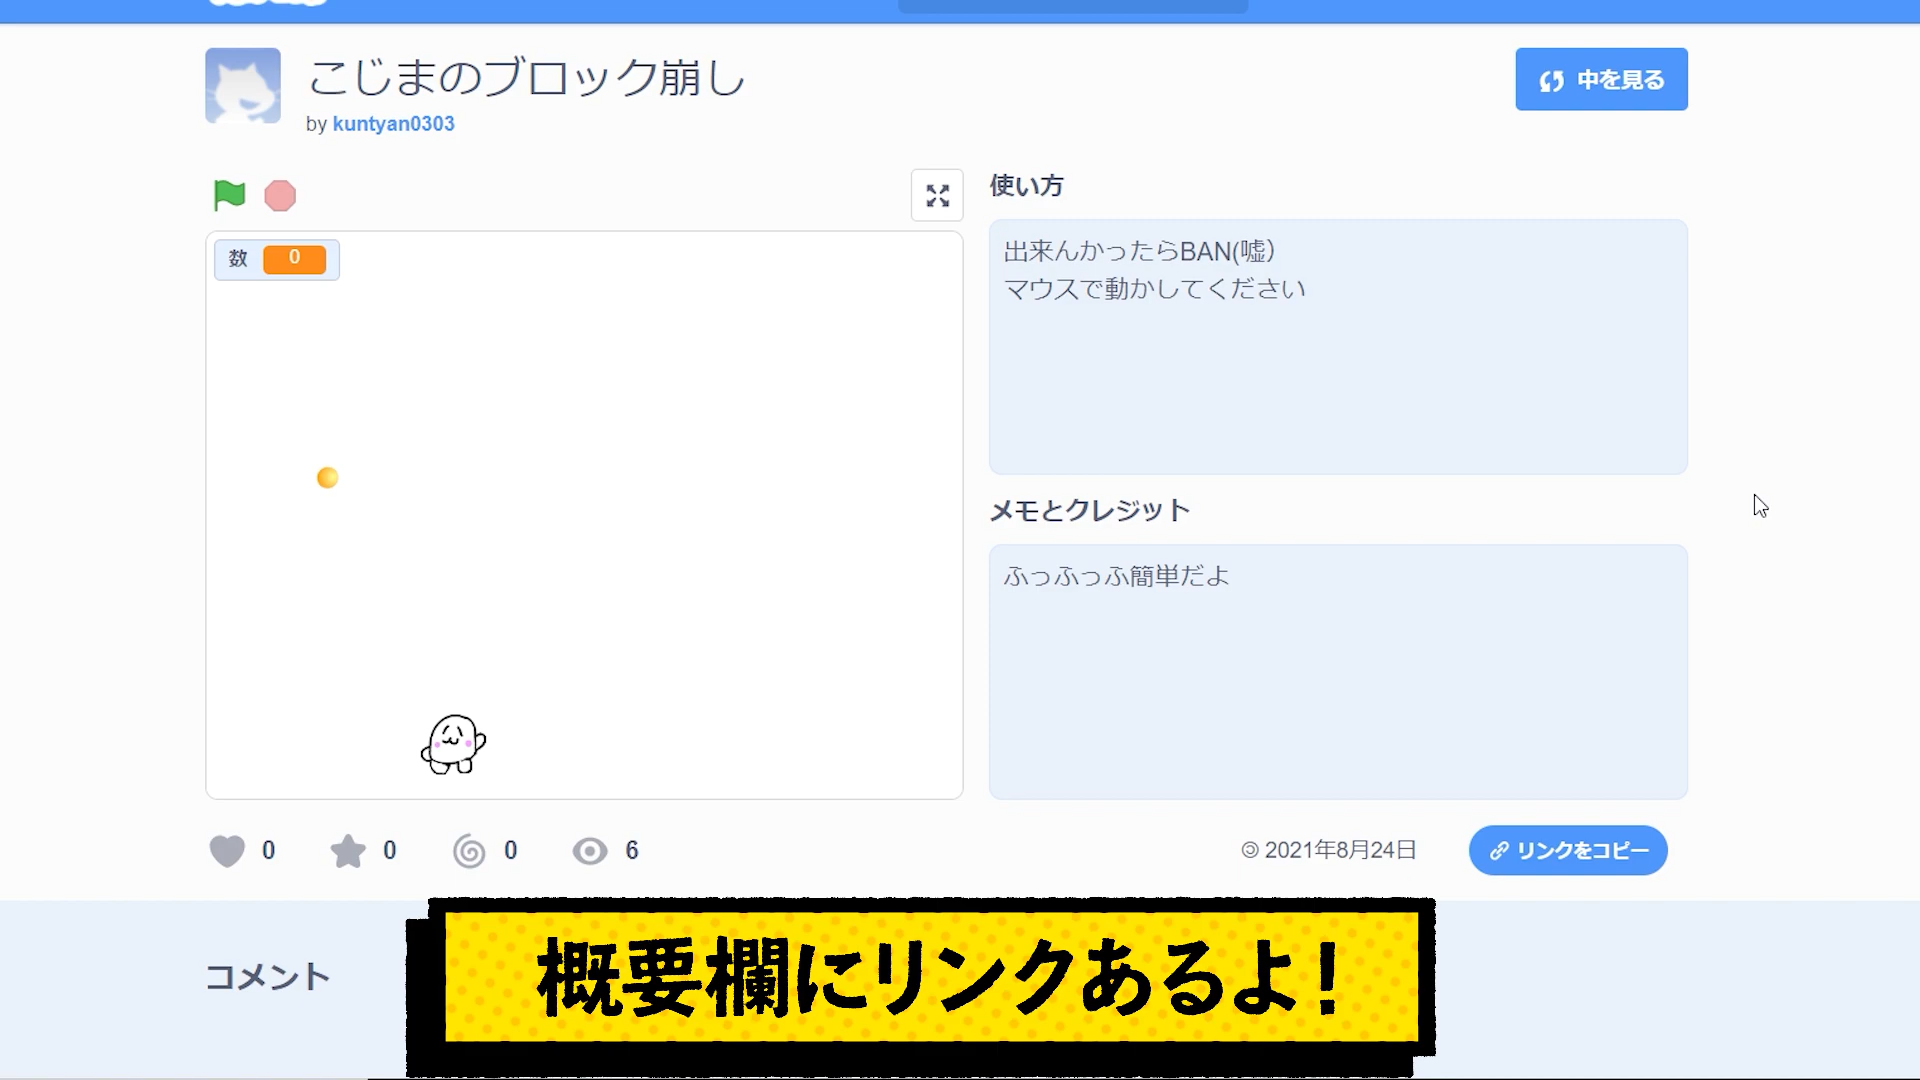 こじまのブロック崩し
by kuntyan0303
中を見る
数 0
使い方
出来んかったらBAN(嘘）
マウスで動かしてください
メモとクレジット
ふっふっふ簡単だよ
0 0 0 6
© 2021年8月24日
リンクをコピー
コメント
概要欄にリンクあるよ！